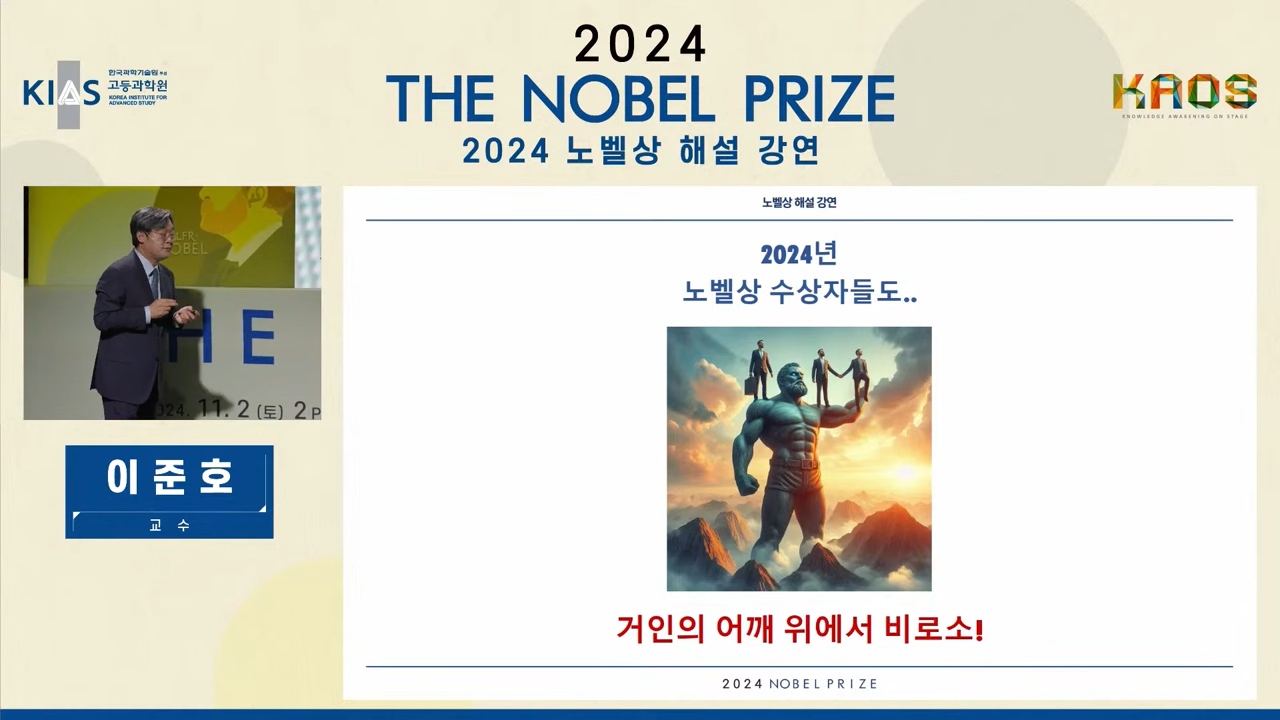 2024
THE NOBEL PRIZE
2024 노벨상 해설 강연
KIAS
한국과학기술원 부설
고등과학원
KOREA INSTITUTE FOR
ADVANCED STUDY
KAOS
KNOWLEDGE AWAKENING ON STAGE
노벨상 해설 강연
2024년
노벨상 수상자들도..
거인의 어깨 위에서 비로소!
2024 NOBEL PRIZE
NOBEL
H E
2024. 11. 2 (토) 2P
이준호
교 수